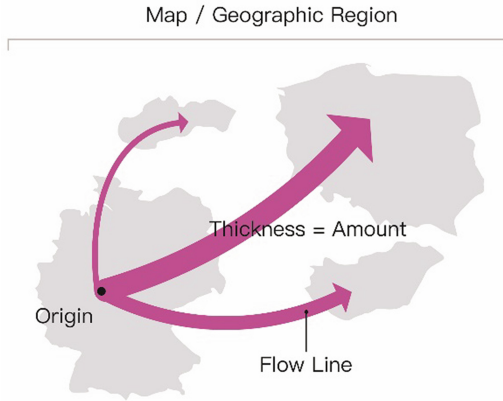 Map / Geographic Region
Thickness = Amount
Origin
Flow Line